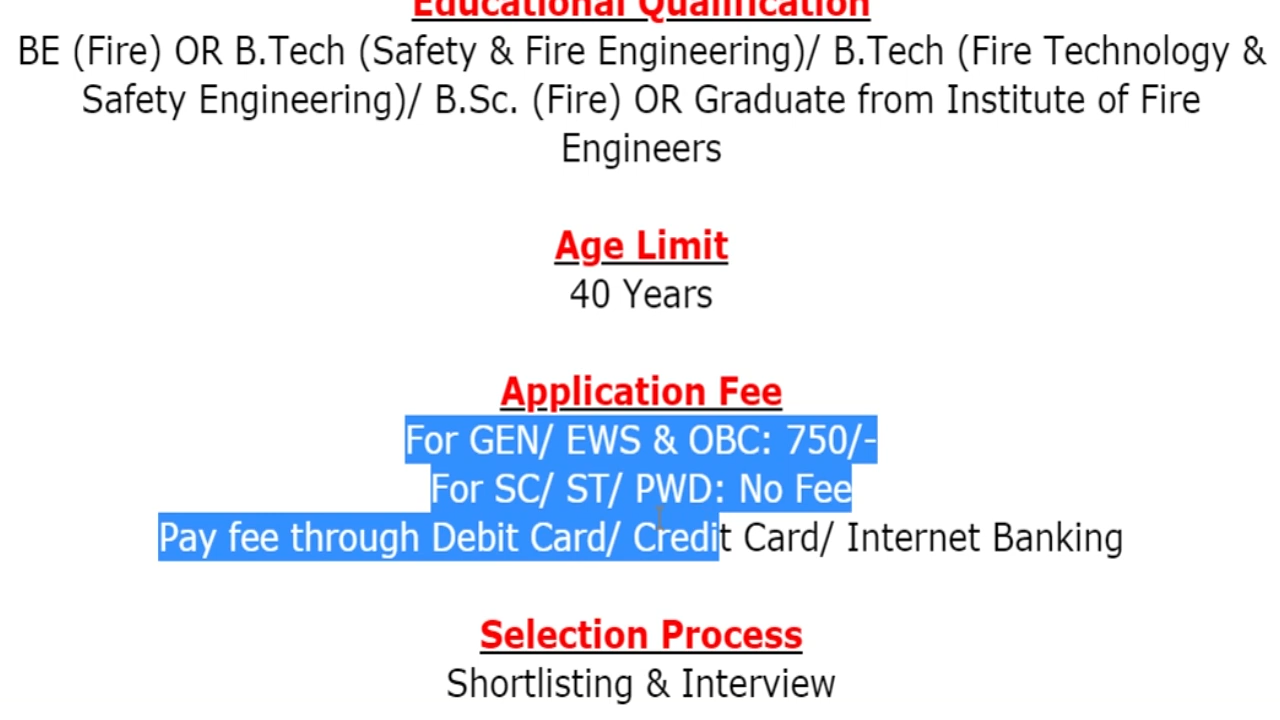 Educational Qualification
BE (Fire) OR B.Tech (Safety & Fire Engineering)/ B.Tech (Fire Technology &
Safety Engineering)/ B.Sc. (Fire) OR Graduate from Institute of Fire
Engineers
Age Limit
40 Years
Application Fee
For GEN/ EWS & OBC: 750/-
For SC/ ST/ PWD: No Fee
Pay fee through Debit Card/ Credit Card/ Internet Banking
Selection Process
Shortlisting & Interview